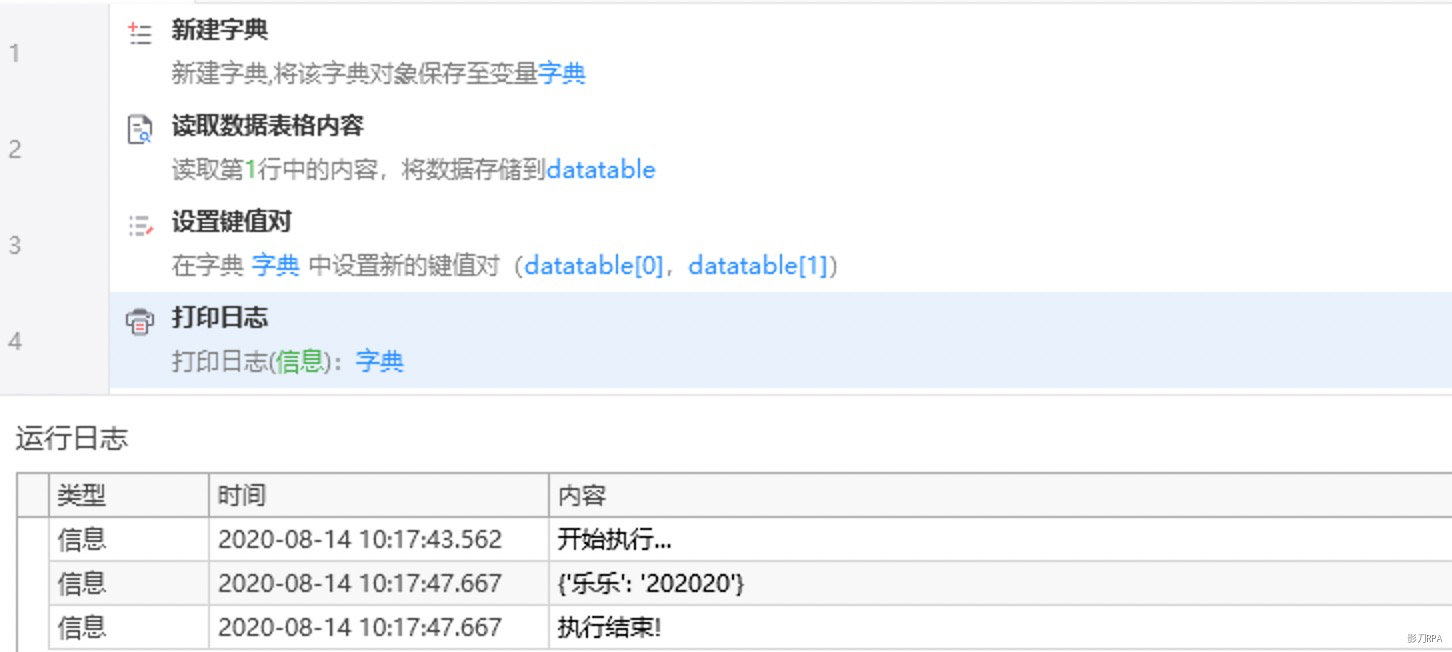 1
新建字典
新建字典,将该字典对象保存至变量字典
2
读取数据表格内容
读取第1行中的内容，将数据存储到datatable
3
设置键值对
在字典 字典 中设置新的键值对（datatable[0]，datatable[1]）
4
打印日志
打印日志(信息)：字典
运行日志
类型 时间 内容
信息 2020-08-14 10:17:43.562 开始执行...
信息 2020-08-14 10:17:47.667 {'乐乐': '202020'}
信息 2020-08-14 10:17:47.667 执行结束!
影刀RPA